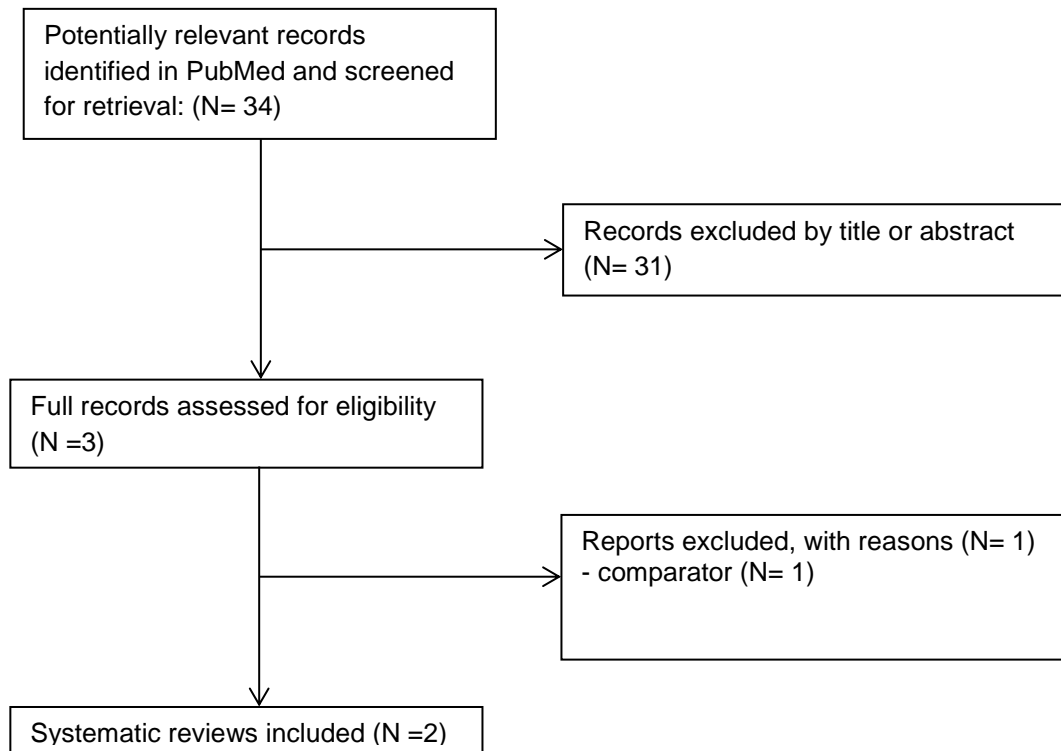 Potentially relevant records
identified in PubMed and screened
for retrieval: (N= 34)
Records excluded by title or abstract
(N= 31)
Full records assessed for eligibility
(N =3)
Reports excluded, with reasons (N= 1)
- comparator (N= 1)
Systematic reviews included (N =2)